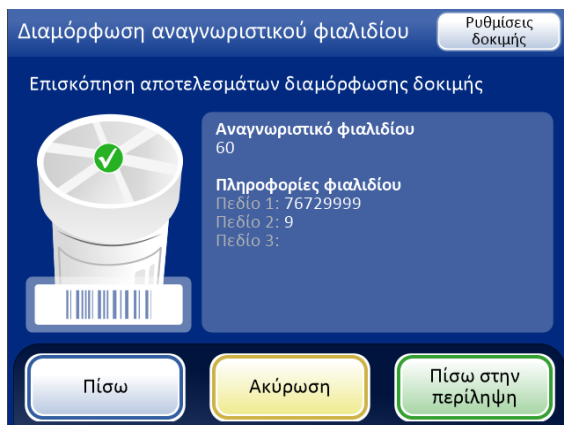 Διαμόρφωση αναγνωριστικού φιαλιδίου
Ρυθμίσεις
δοκιμής
Επισκόπηση αποτελεσμάτων διαμόρφωσης δοκιμής
Αναγνωριστικό φιαλιδίου
60
Πληροφορίες φιαλιδίου
Πεδίο 1: 76729999
Πεδίο 2: 9
Πεδίο 3:
Πίσω
Ακύρωση
Πίσω στην
περίληψη